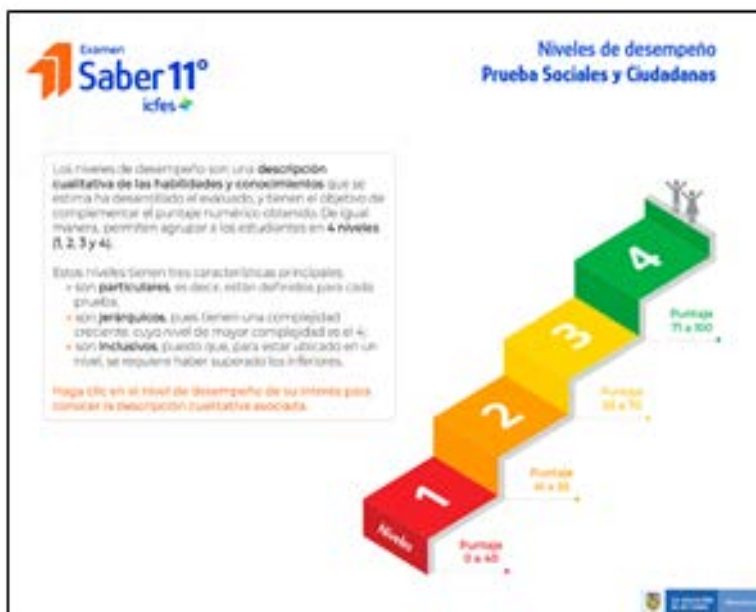 Examen
Saber 11°
icfes
Niveles de desempeño
Prueba Sociales y Ciudadanas
Los niveles de desempeño son una descripción
cualitativa de las habilidades y conocimientos que se
estima ha desarrollado el evaluado, y tienen el objetivo de
complementar el puntaje numérico obtenido. De igual
manera, permiten agrupar a los estudiantes en 4 niveles
(1, 2, 3 y 4).
Estos niveles tienen tres características principales:
son particulares, es decir, están definidos para cada
prueba;
son jerárquicos, pues tienen una complejidad
creciente, cuyo nivel de mayor complejidad es el 4;
son inclusivos, puesto que, para estar ubicado en un
nivel, se requiere haber superado los inferiores.
Haga clic en el nivel de desempeño de su interés para
conocer la descripción cualitativa asociada.
4
Puntaje
71 a 100
3
Puntaje
2
Puntaje
1
Niveles
Puntaje
0 a 40